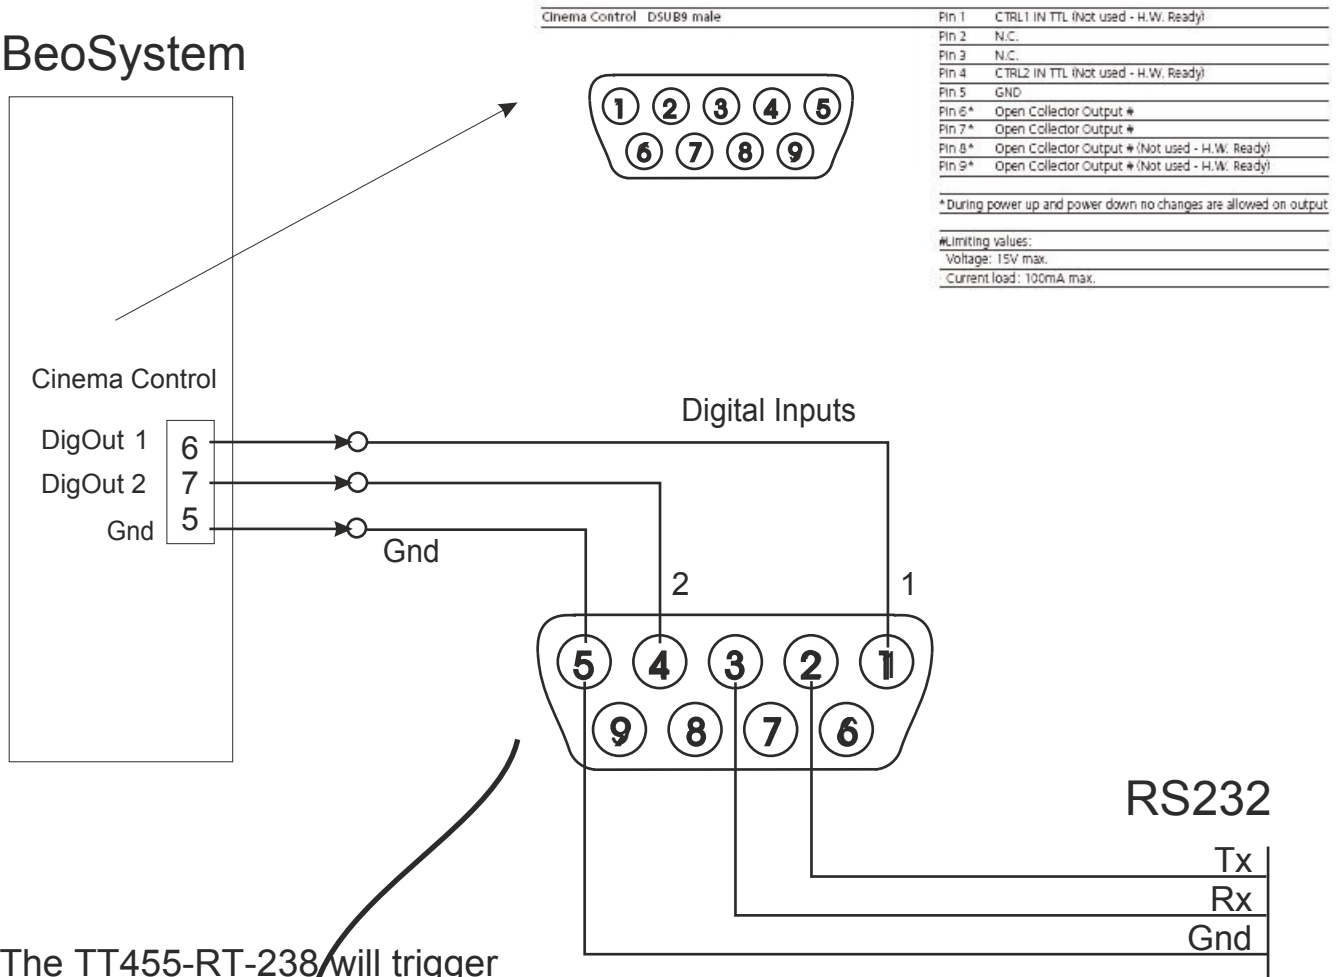 Cinema Control DSUB9 male
Pin 1 CTRL1 IN TTL (Not used - H.W. Ready)
Pin 2 N.C.
Pin 3 N.C.
Pin 4 CTRL2 IN TTL (Not used - H.W. Ready)
Pin 5 GND
Pin 6* Open Collector Output #
Pin 7* Open Collector Output #
Pin 8* Open Collector Output # (Not used - H.W. Ready)
Pin 9* Open Collector Output # (Not used - H.W. Ready)
*During power up and power down no changes are allowed on output
#Limiting values:
Voltage: 15V max.
Current load: 100mA max.
BeoSystem
1 2 3 4 5
6 7 8 9
Cinema Control
DigOut 1 6
DigOut 2 7
Gnd 5
Digital Inputs
Gnd
2 1
5 4 3 2 1
9 8 7 6
RS232
Tx
Rx
Gnd
The TT455-RT-238 will trigger